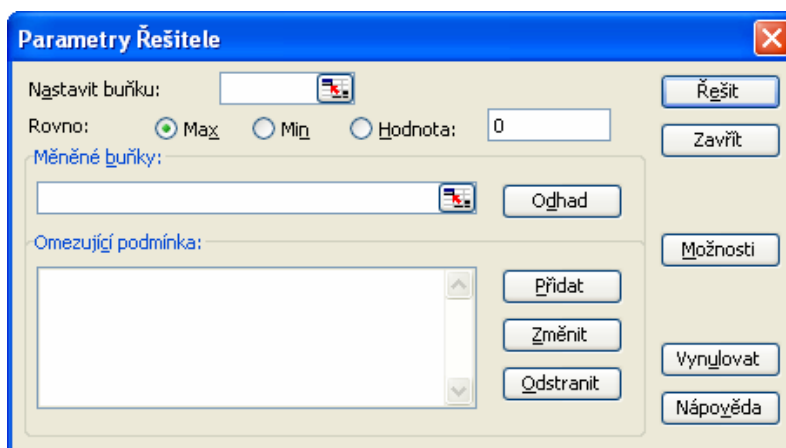 Parametry Řešitele
Nastavit buňku:
Řešit
Rovno: Max Min Hodnota: 0
Zavřít
Měněné buňky:
Odhad
Omezující podmínka:
Možnosti
Přidat
Změnit
Vynulovat
Odstranit
Nápověda